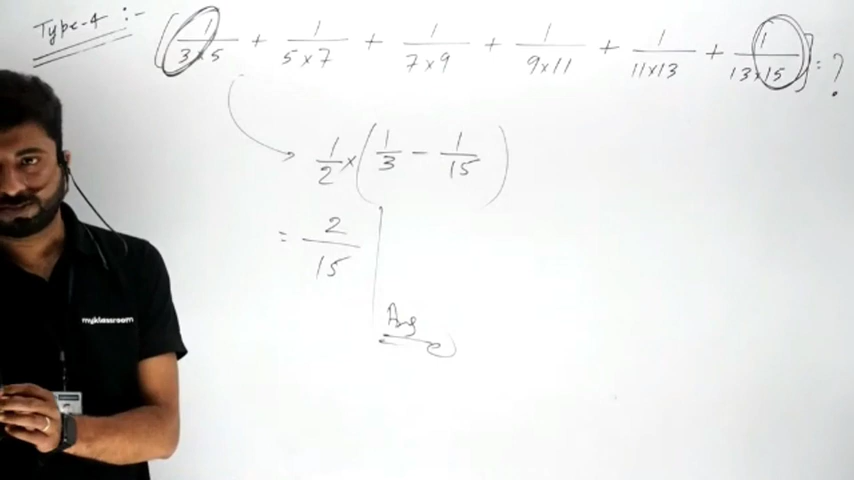 Type-4 :-
[ 1/3×5 + 1/5×7 + 1/7×9 + 1/9×11 + 1/11×13 + 1/13×15 ] = ?
1/2 × ( 1/3 - 1/15 )
= 2/15
Ans
myklassroom